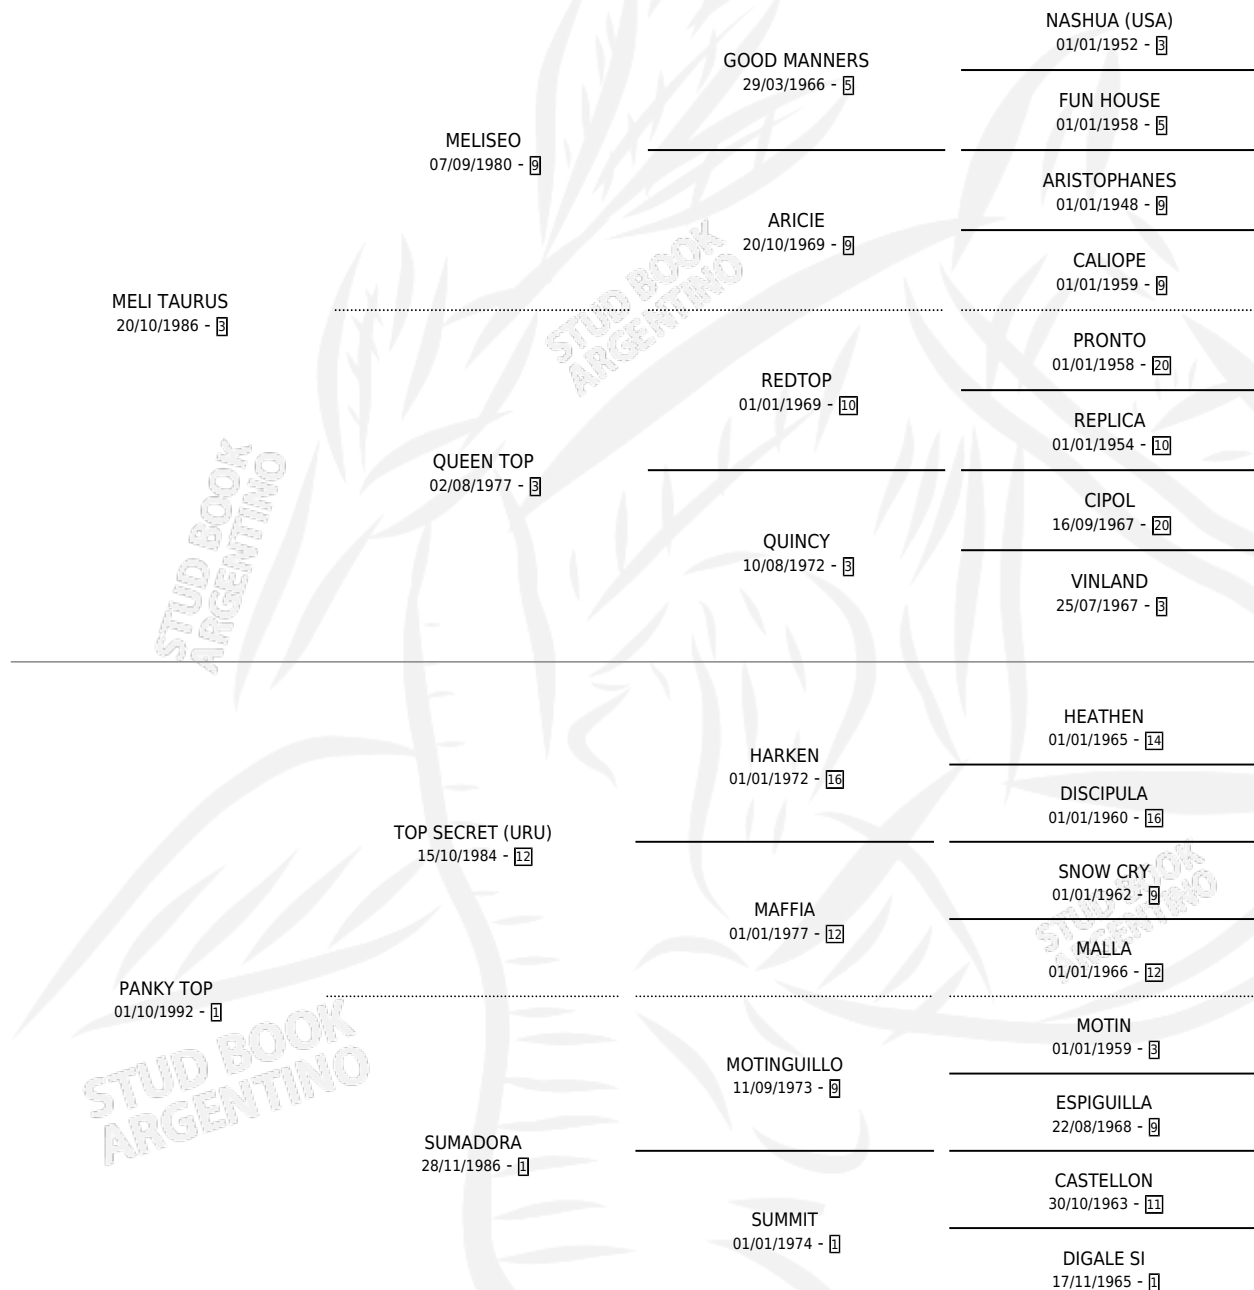 NASHUA (USA)
01/01/1952 - 3
GOOD MANNERS
29/03/1966 - 5
FUN HOUSE
01/01/1958 - 5
MELISEO
07/09/1980 - 9
ARISTOPHANES
01/01/1948 - 9
ARICIE
20/10/1969 - 9
CALIOPE
01/01/1959 - 9
MELI TAURUS
20/10/1986 - 3
PRONTO
01/01/1958 - 20
REDTOP
01/01/1969 - 10
REPLICA
01/01/1954 - 10
QUEEN TOP
02/08/1977 - 3
CIPOL
16/09/1967 - 20
QUINCY
10/08/1972 - 3
VINLAND
25/07/1967 - 3
STUD BOOK
ARGENTINO
STUD BOOK
ARGENTINO
HEATHEN
01/01/1965 - 14
HARKEN
01/01/1972 - 16
DISCIPULA
01/01/1960 - 16
TOP SECRET (URU)
15/10/1984 - 12
SNOW CRY
01/01/1962 - 9
MAFFIA
01/01/1977 - 12
MALLA
01/01/1966 - 12
PANKY TOP
01/10/1992 - 1
MOTIN
01/01/1959 - 3
MOTINGUILLO
11/09/1973 - 9
ESPIGUILLA
22/08/1968 - 9
SUMADORA
28/11/1986 - 1
CASTELLON
30/10/1963 - 11
SUMMIT
01/01/1974 - 1
DIGALE SI
17/11/1965 - 1
STUD BOOK
ARGENTINO
STUD BOOK
ARGENTINO